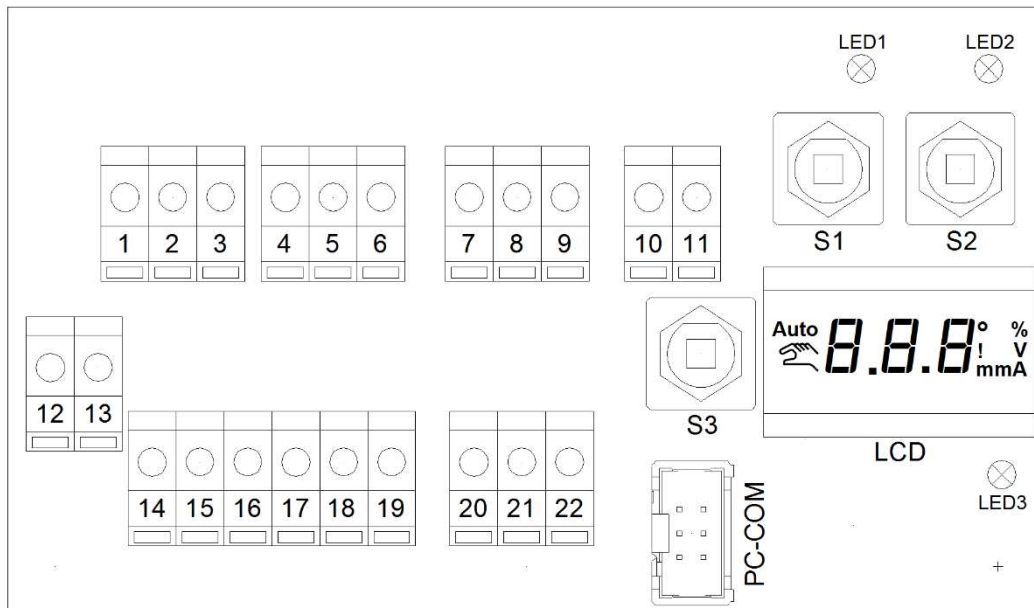 LED1 LED2
1 2 3 4 5 6 7 8 9 10 11
S1 S2
Auto 8.8.8 ° %
! V
mmA
12 13
S3
LCD
14 15 16 17 18 19 20 21 22
LED3
PC-COM